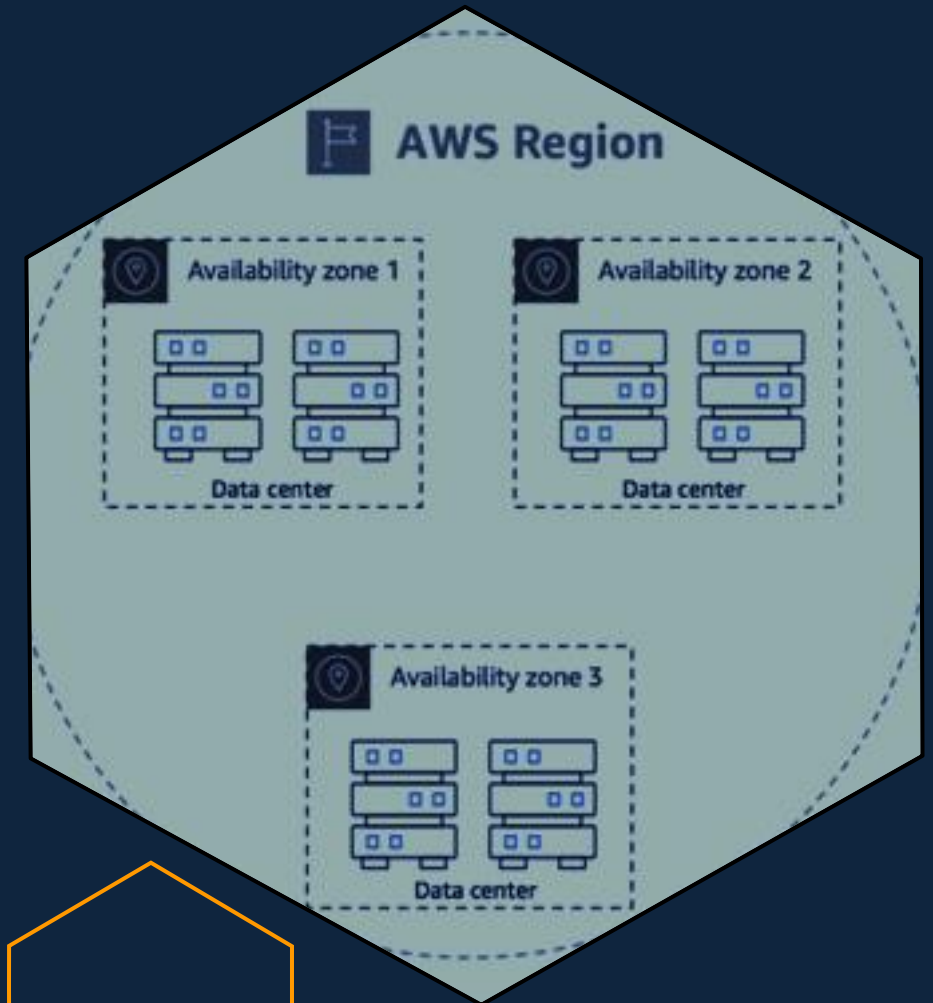 AWS Region
Availability zone 1
Availability zone 2
Data center
Data center
Availability zone 3
Data center